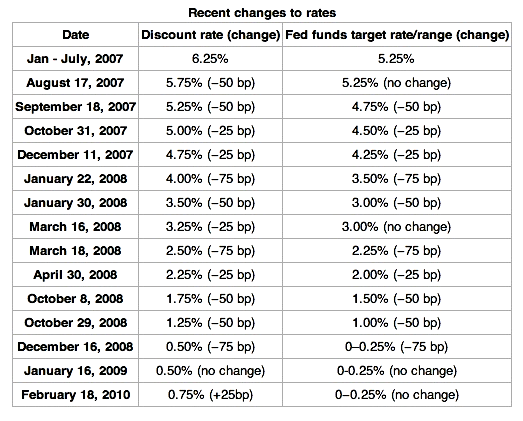 Recent changes to rates
Date Discount rate (change) Fed funds target rate/range (change)
Jan - July, 2007 6.25% 5.25%
August 17, 2007 5.75% (−50 bp) 5.25% (no change)
September 18, 2007 5.25% (−50 bp) 4.75% (−50 bp)
October 31, 2007 5.00% (−25 bp) 4.50% (−25 bp)
December 11, 2007 4.75% (−25 bp) 4.25% (−25 bp)
January 22, 2008 4.00% (−75 bp) 3.50% (−75 bp)
January 30, 2008 3.50% (−50 bp) 3.00% (−50 bp)
March 16, 2008 3.25% (−25 bp) 3.00% (no change)
March 18, 2008 2.50% (−75 bp) 2.25% (−75 bp)
April 30, 2008 2.25% (−25 bp) 2.00% (−25 bp)
October 8, 2008 1.75% (−50 bp) 1.50% (−50 bp)
October 29, 2008 1.25% (−50 bp) 1.00% (−50 bp)
December 16, 2008 0.50% (−75 bp) 0–0.25% (−75 bp)
January 16, 2009 0.50% (no change) 0-0.25% (no change)
February 18, 2010 0.75% (+25bp) 0–0.25% (no change)